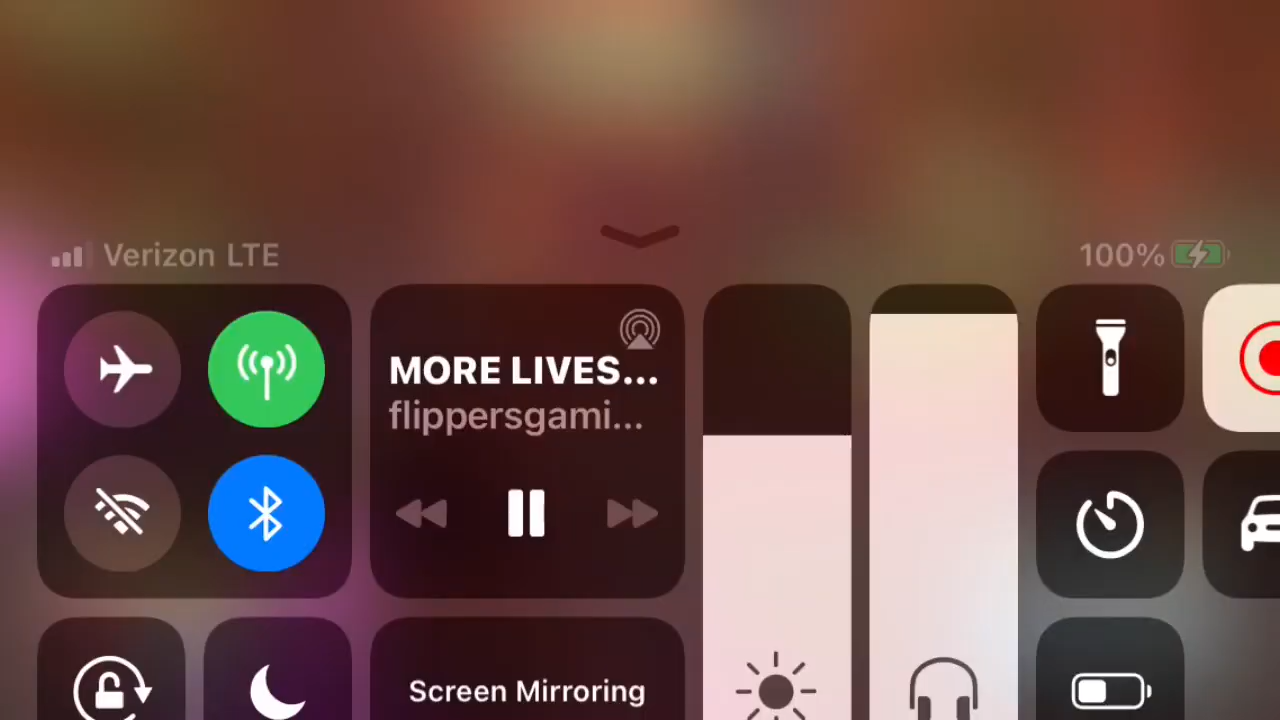 Verizon LTE
100%
MORE LIVES...
flippersgami...
Screen Mirroring